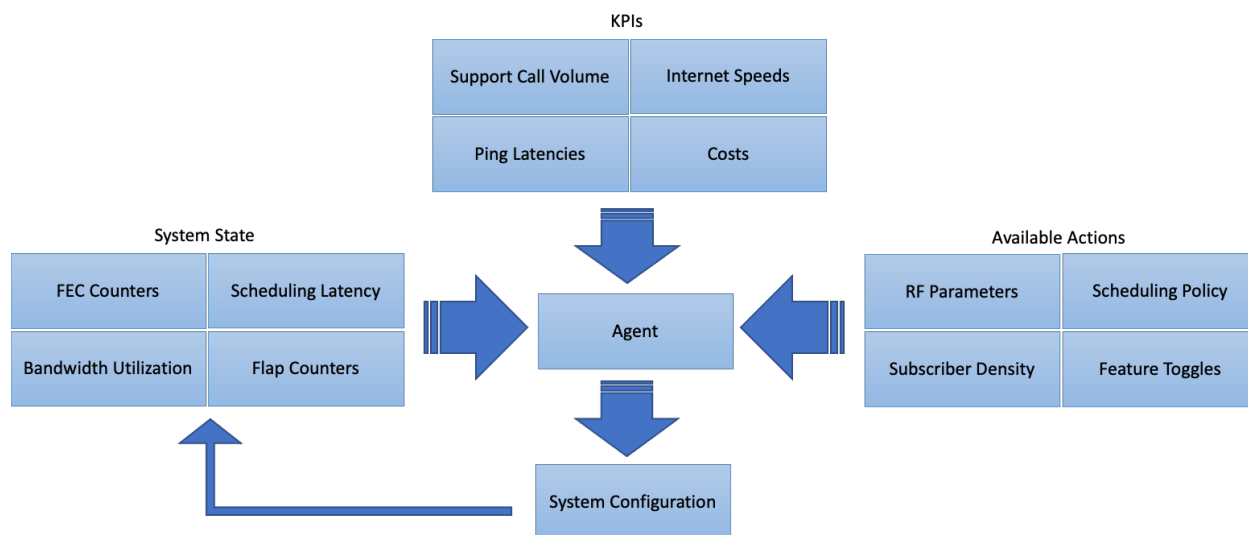 KPIs
Support Call Volume
Internet Speeds
Ping Latencies
Costs
System State
FEC Counters
Scheduling Latency
Bandwidth Utilization
Flap Counters
Agent
Available Actions
RF Parameters
Scheduling Policy
Subscriber Density
Feature Toggles
System Configuration